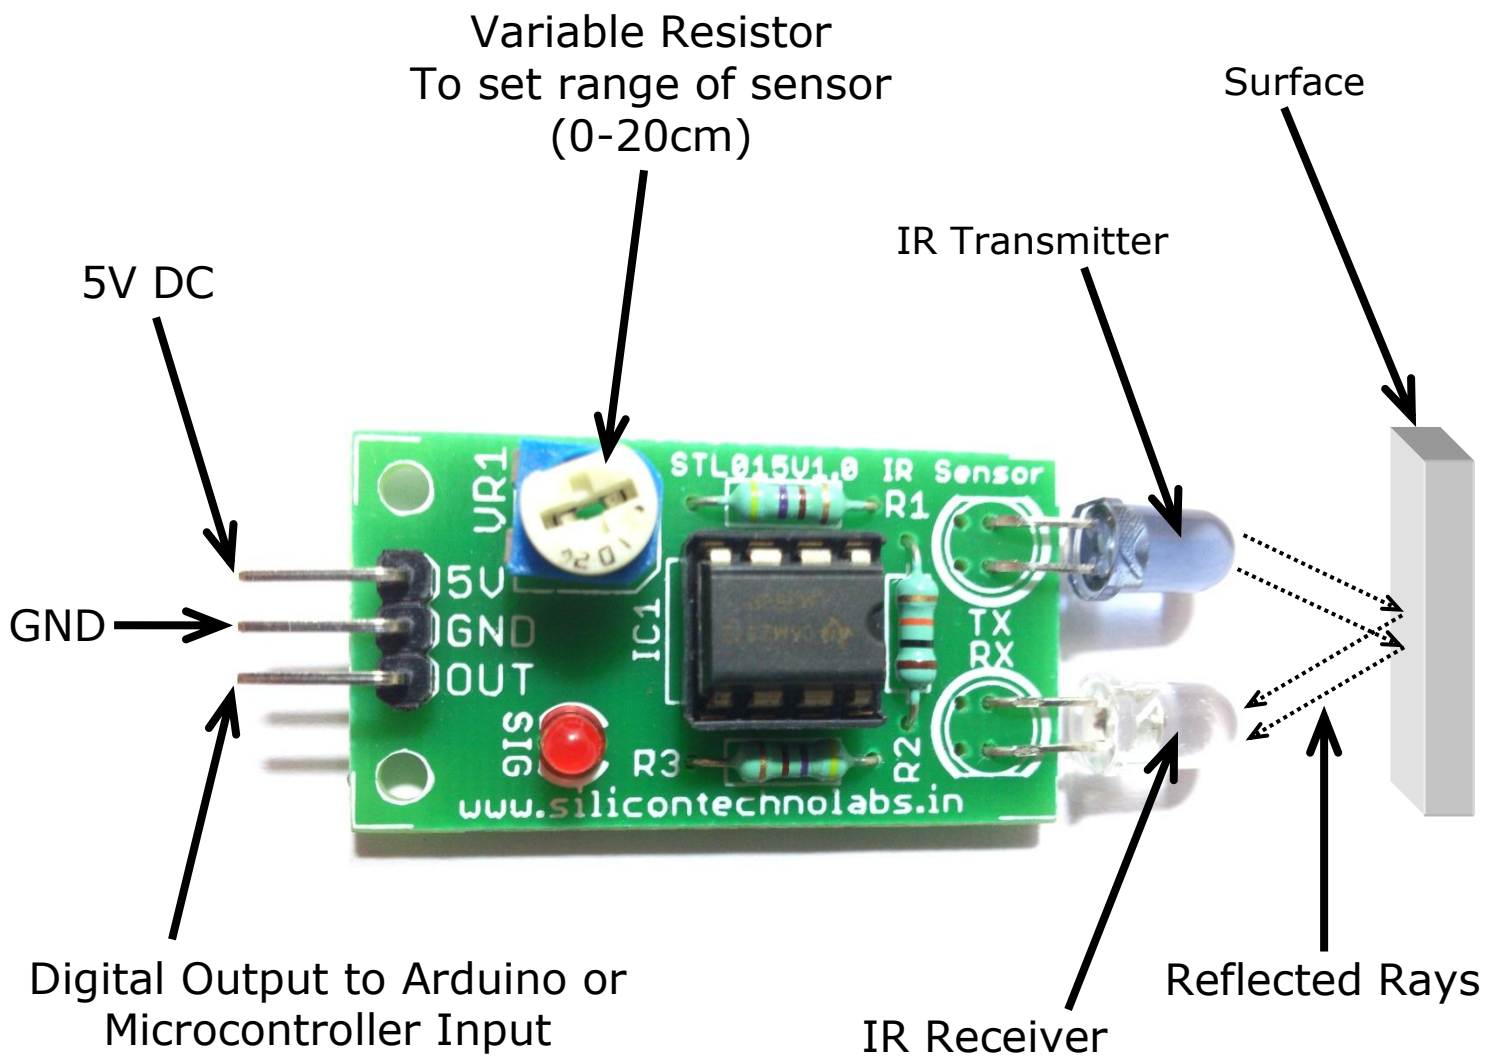 Variable Resistor
To set range of sensor
(0-20cm)
Surface
IR Transmitter
5V DC
GND
Digital Output to Arduino or
Microcontroller Input
IR Receiver
Reflected Rays
VR1
STL015V1.0 IR Sensor
R1
5V
GND
OUT
IC1
TX
RX
SIG
R3
R2
www.silicontechnolabs.in